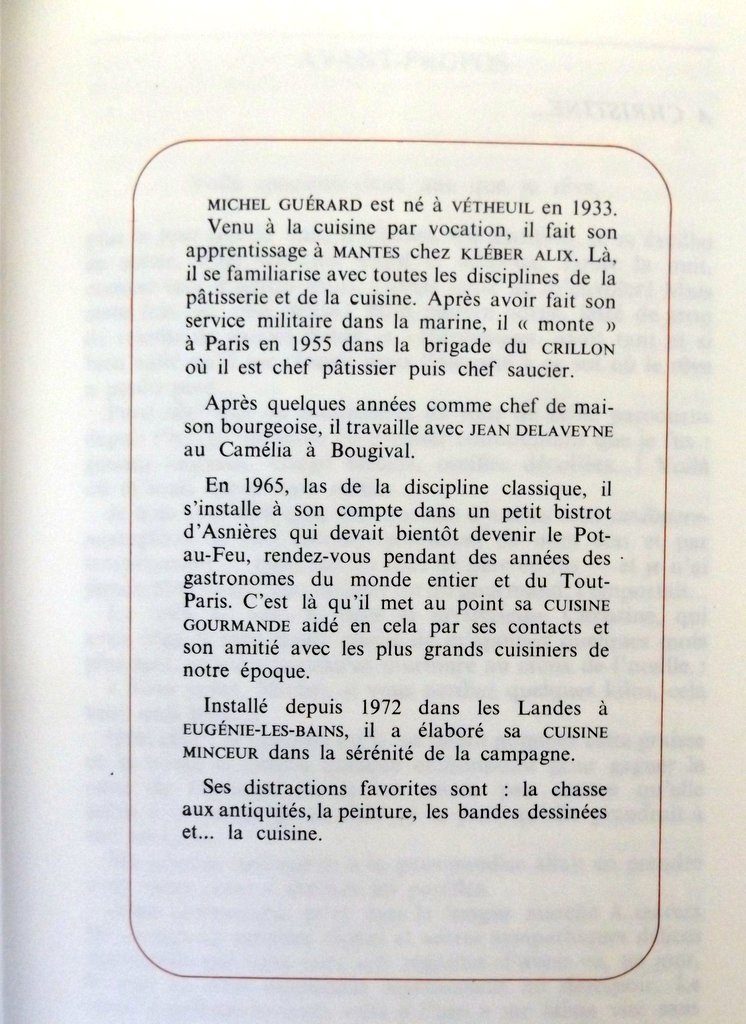 MICHEL GUÉRARD est né à VÉTHEUIL en 1933.
Venu à la cuisine par vocation, il fait son
apprentissage à MANTES chez KLÉBER ALIX. Là,
il se familiarise avec toutes les disciplines de la
pâtisserie et de la cuisine. Après avoir fait son
service militaire dans la marine, il « monte »
à Paris en 1955 dans la brigade du CRILLON
où il est chef pâtissier puis chef saucier.
Après quelques années comme chef de mai-
son bourgeoise, il travaille avec JEAN DELAVEYNE
au Camélia à Bougival.
En 1965, las de la discipline classique, il
s'installe à son compte dans un petit bistrot
d'Asnières qui devait bientôt devenir le Pot-
au-Feu, rendez-vous pendant des années des
gastronomes du monde entier et du Tout-
Paris. C'est là qu'il met au point sa CUISINE
GOURMANDE aidé en cela par ses contacts et
son amitié avec les plus grands cuisiniers de
notre époque.
Installé depuis 1972 dans les Landes à
EUGÉNIE-LES-BAINS, il a élaboré sa CUISINE
MINCEUR dans la sérénité de la campagne.
Ses distractions favorites sont : la chasse
aux antiquités, la peinture, les bandes dessinées
et... la cuisine.